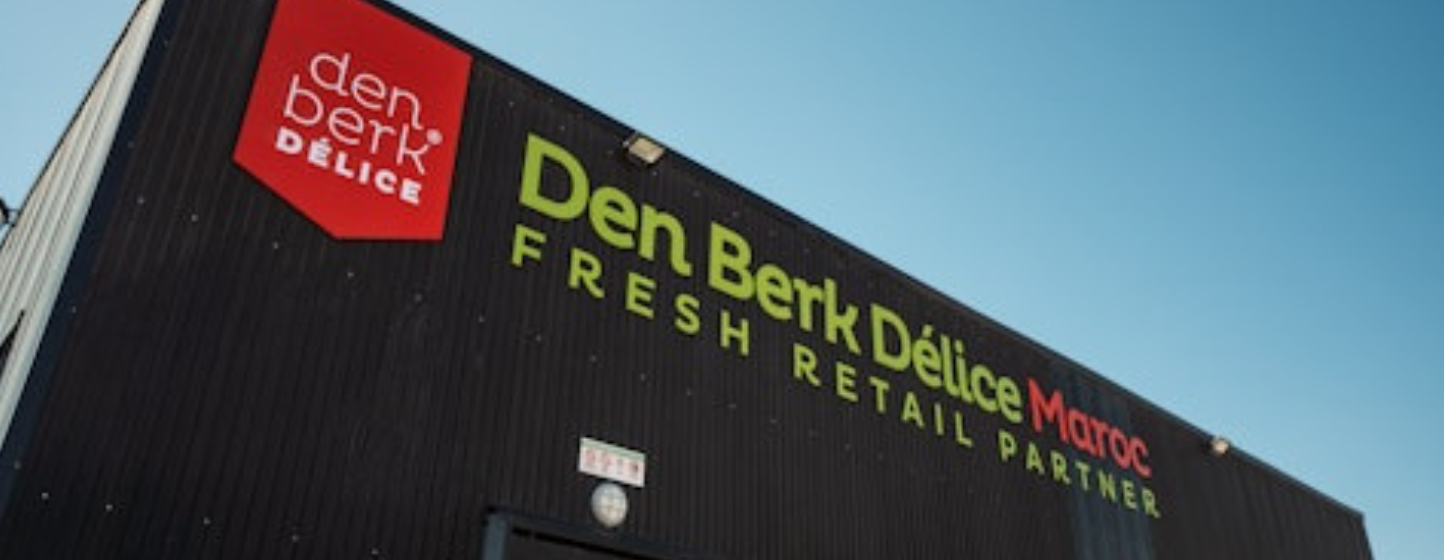 den
berk®
DÉLICE
Den Berk Délice Maroc
FRESH RETAIL PARTNER